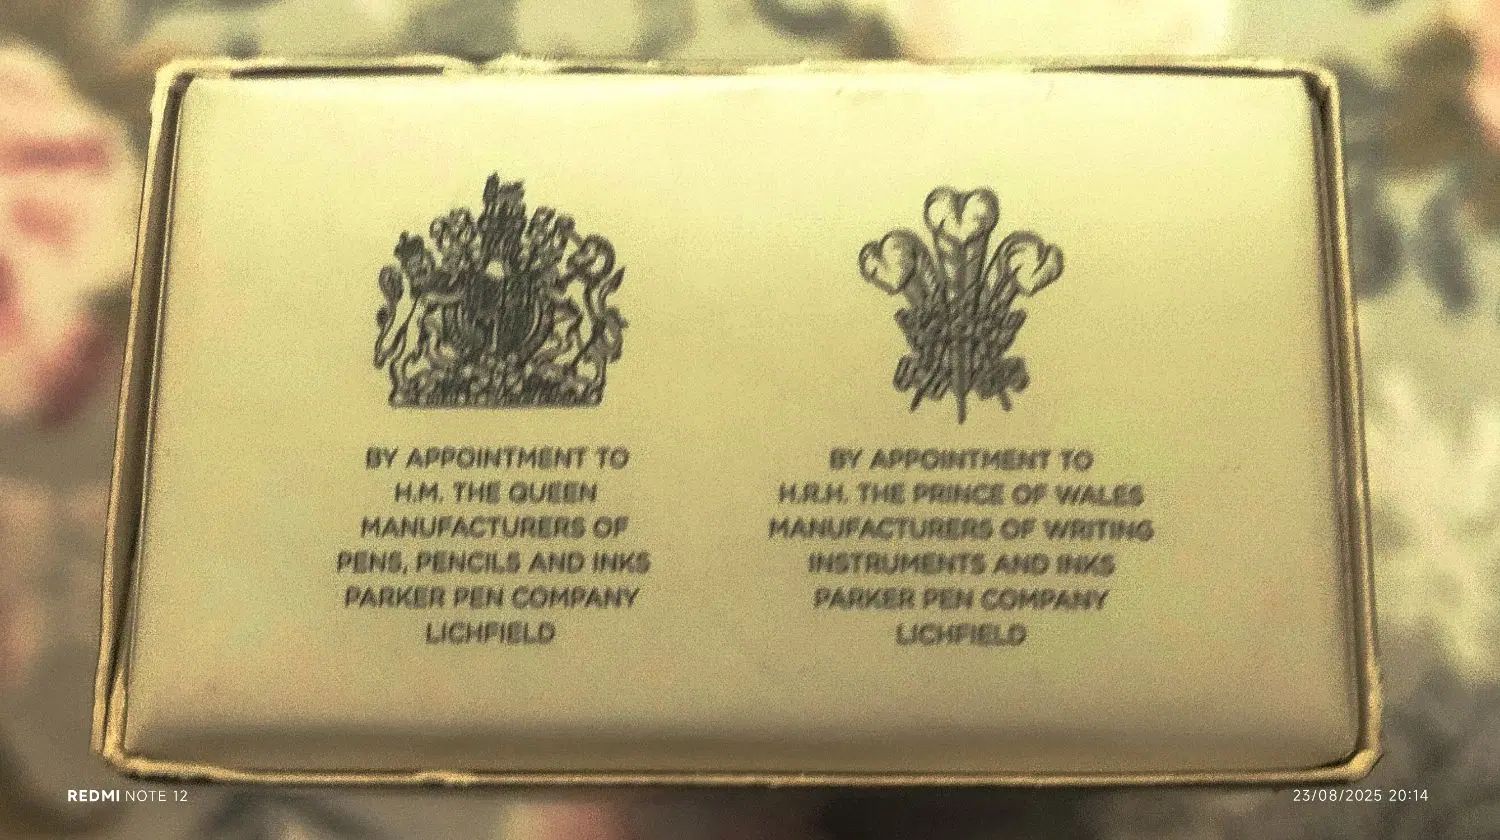 BY APPOINTMENT TO
H.M. THE QUEEN
MANUFACTURERS OF
PENS, PENCILS AND INKS
PARKER PEN COMPANY
LICHFIELD
BY APPOINTMENT TO
H.R.H. THE PRINCE OF WALES
MANUFACTURERS OF WRITING
INSTRUMENTS AND INKS
PARKER PEN COMPANY
LICHFIELD
REDMI NOTE 12
23/08/2025 20:14